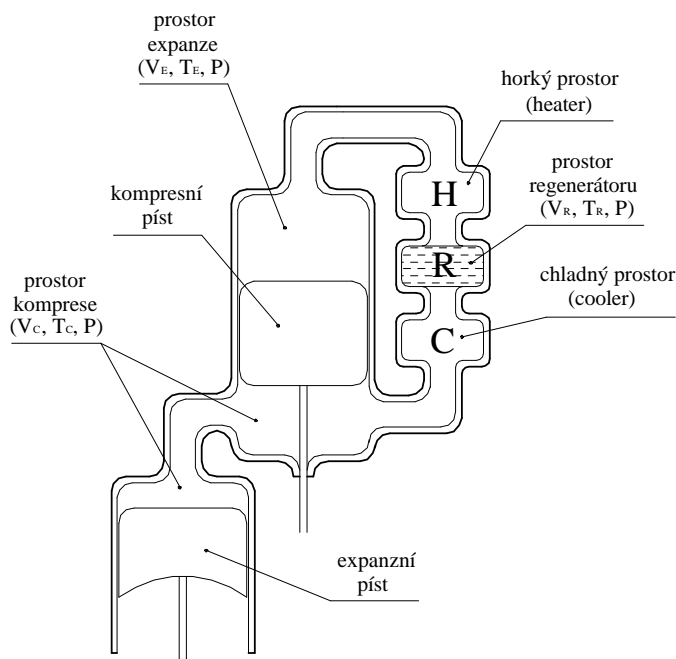 prostor
expanze
(VE, TE, P)
horký prostor
(heater)
kompresní
píst
prostor
regenerátoru
(VR, TR, P)
H
R
C
prostor
komprese
(VC, TC, P)
chladný prostor
(cooler)
expanzní
píst